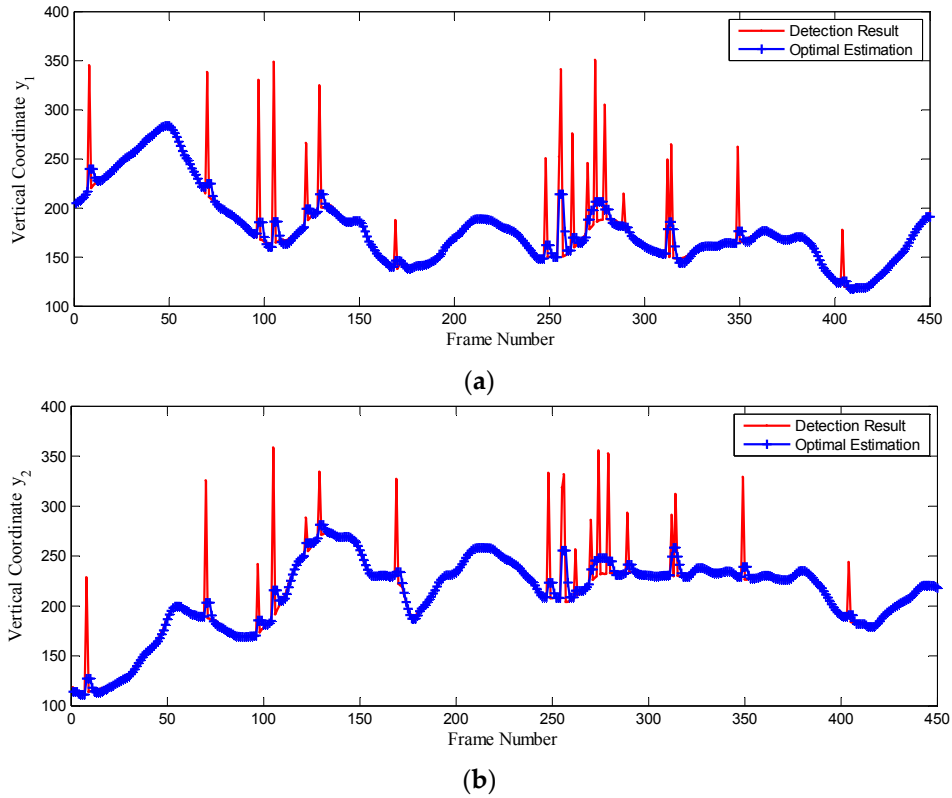 400
350
300
250
200
150
100
Vertical Coordinate y_1
Detection Result
Optimal Estimation
0 50 100 150 200 250 300 350 400 450
Frame Number
(a)
400
350
300
250
200
150
100
Vertical Coordinate y_2
Detection Result
Optimal Estimation
0 50 100 150 200 250 300 350 400 450
Frame Number
(b)